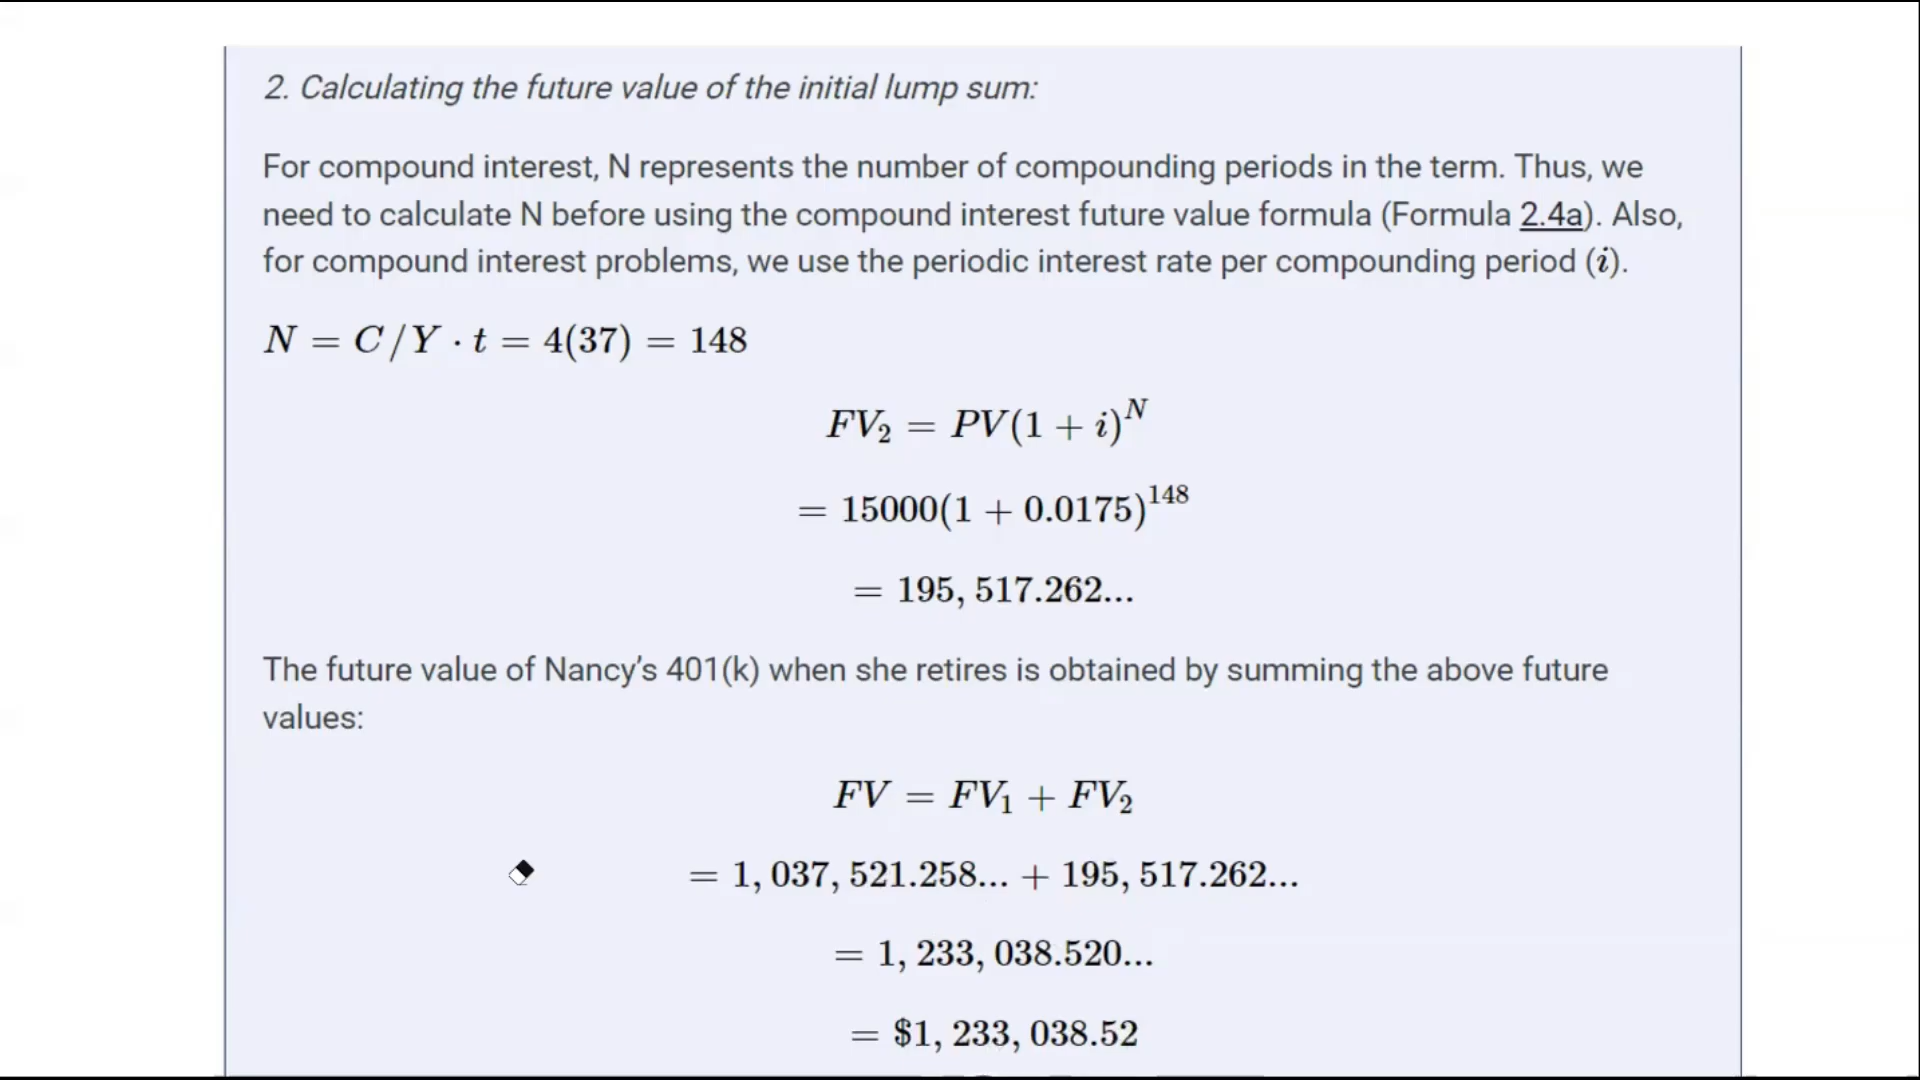 2. Calculating the future value of the initial lump sum:
For compound interest, N represents the number of compounding periods in the term. Thus, we
need to calculate N before using the compound interest future value formula (Formula 2.4a). Also,
for compound interest problems, we use the periodic interest rate per compounding period (i).
N = C/Y · t = 4(37) = 148
FV₂ = PV(1 + i)^N
= 15000(1 + 0.0175)^148
= 195, 517.262...
The future value of Nancy's 401(k) when she retires is obtained by summing the above future
values:
FV = FV₁ + FV₂
= 1, 037, 521.258... + 195, 517.262...
= 1, 233, 038.520...
= $1, 233, 038.52